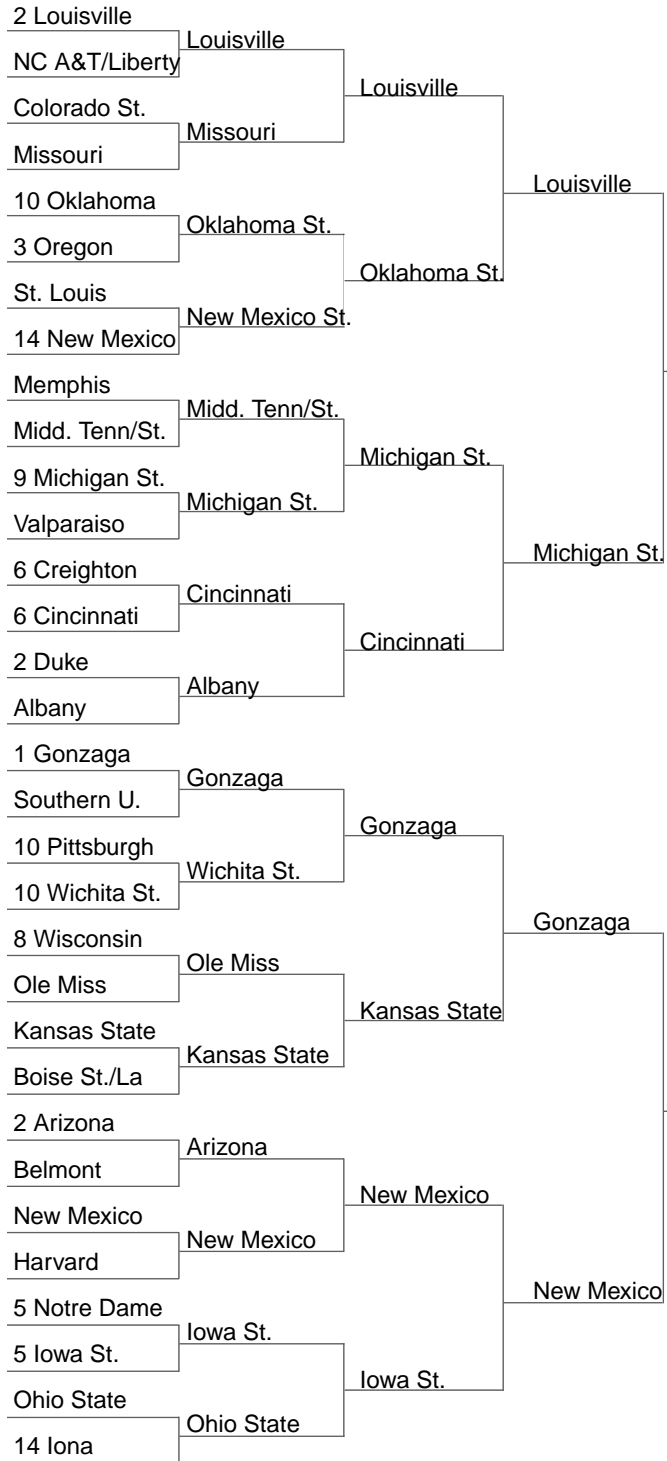 2 Louisville
NC A&T/Liberty
Colorado St.
Missouri
10 Oklahoma
3 Oregon
St. Louis
14 New Mexico
Memphis
Midd. Tenn/St.
9 Michigan St.
Valparaiso
6 Creighton
6 Cincinnati
2 Duke
Albany
1 Gonzaga
Southern U.
10 Pittsburgh
10 Wichita St.
8 Wisconsin
Ole Miss
Kansas State
Boise St./La
2 Arizona
Belmont
New Mexico
Harvard
5 Notre Dame
5 Iowa St.
Ohio State
14 Iona
Louisville
Missouri
Oklahoma St.
New Mexico St.
Midd. Tenn/St.
Michigan St.
Cincinnati
Albany
Gonzaga
Wichita St.
Ole Miss
Kansas State
Arizona
New Mexico
Iowa St.
Ohio State
Louisville
Oklahoma St.
Michigan St.
Cincinnati
Gonzaga
Kansas State
New Mexico
Iowa St.
Louisville
Michigan St.
Gonzaga
New Mexico